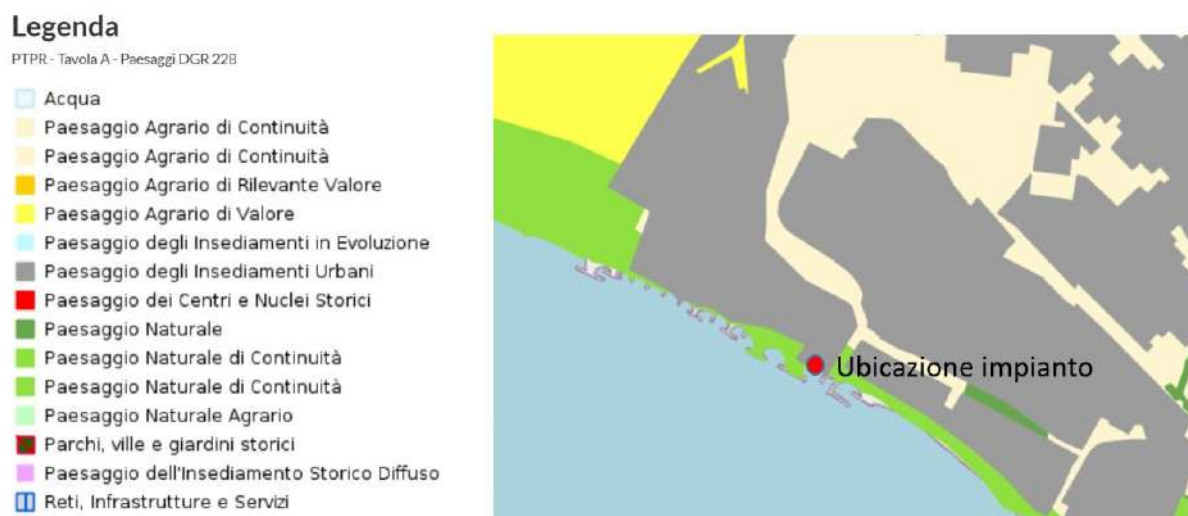 Legenda
PTPR - Tavola A - Paesaggi DGR 228
Acqua
Paesaggio Agrario di Continuità
Paesaggio Agrario di Continuità
Paesaggio Agrario di Rilevante Valore
Paesaggio Agrario di Valore
Paesaggio degli Insediamenti in Evoluzione
Paesaggio degli Insediamenti Urbani
Paesaggio dei Centri e Nuclei Storici
Paesaggio Naturale
Paesaggio Naturale di Continuità
Paesaggio Naturale di Continuità
Paesaggio Naturale Agrario
Parchi, ville e giardini storici
Paesaggio dell'Insediamento Storico Diffuso
Reti, Infrastrutture e Servizi
Ubicazione impianto